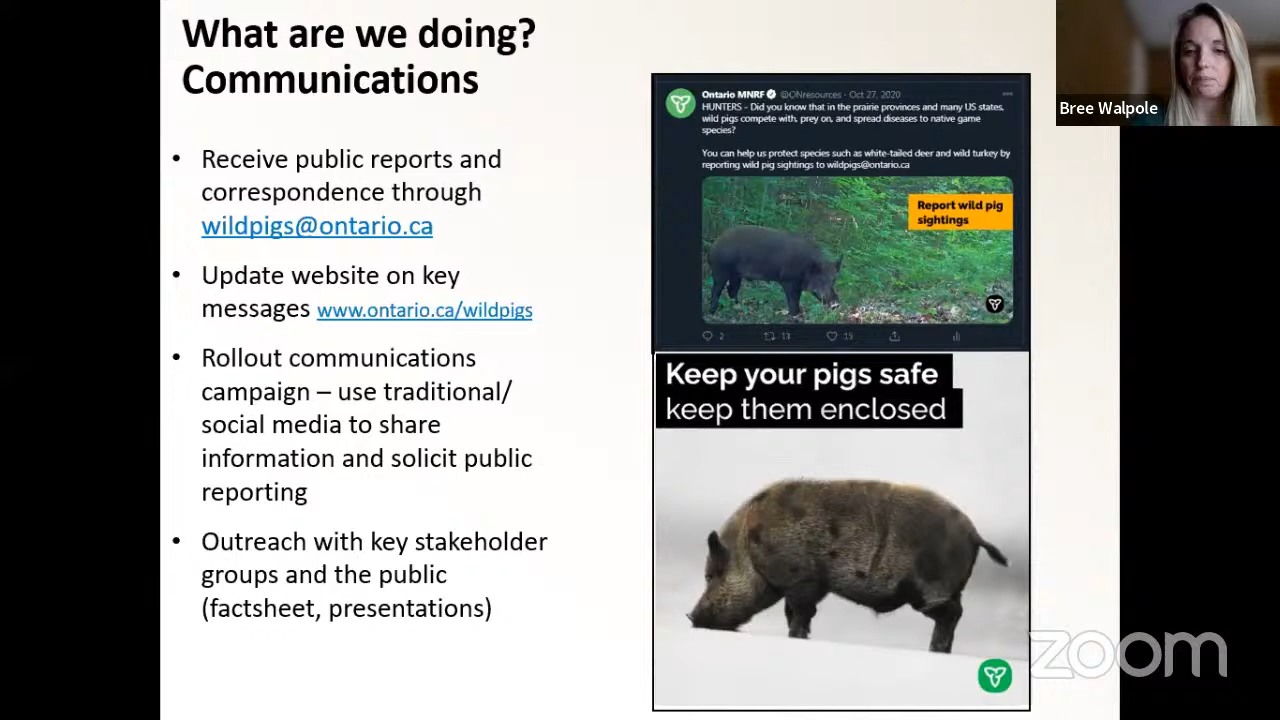 What are we doing?
Communications
• Receive public reports and
correspondence through
wildpigs@ontario.ca
• Update website on key
messages www.ontario.ca/wildpigs
• Rollout communications
campaign – use traditional/
social media to share
information and solicit public
reporting
• Outreach with key stakeholder
groups and the public
(factsheet, presentations)
Ontario MNRF @ONresources · Oct 27, 2020
HUNTERS - Did you know that in the prairie provinces and many US states,
wild pigs compete with, prey on, and spread diseases to native game
species?
You can help us protect species such as white-tailed deer and wild turkey by
reporting wild pig sightings to wildpigs@ontario.ca
Report wild pig
sightings
2 13 15
Keep your pigs safe
keep them enclosed
Bree Walpole
zoom